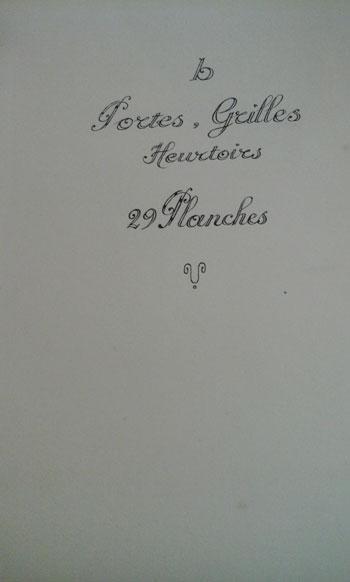 b
Portes, Grilles
Heurtoirs
29 Planches